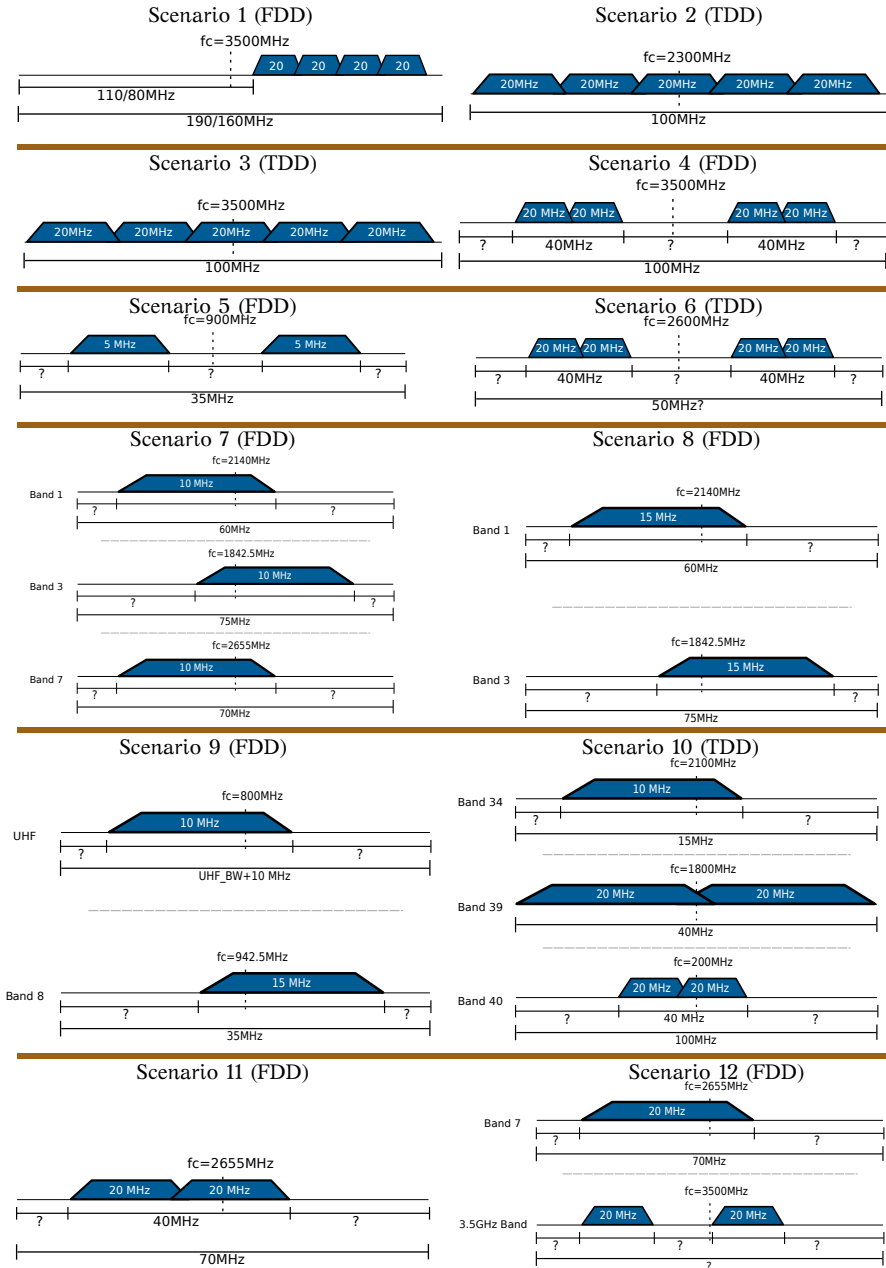 Scenario 1 (FDD)
fc=3500MHz
20 20 20 20
110/80MHz
190/160MHz
Scenario 2 (TDD)
fc=2300MHz
20MHz 20MHz 20MHz 20MHz 20MHz
100MHz
Scenario 3 (TDD)
fc=3500MHz
20MHz 20MHz 20MHz 20MHz 20MHz
100MHz
Scenario 4 (FDD)
fc=3500MHz
20 MHz 20 MHz 20 MHz 20 MHz
? 40MHz ? 40MHz ?
100MHz
Scenario 5 (FDD)
fc=900MHz
5 MHz 5 MHz
? ? ?
35MHz
Scenario 6 (TDD)
fc=2600MHz
20 MHz 20 MHz 20 MHz 20 MHz
? 40MHz ? 40MHz ?
50MHz?
Scenario 7 (FDD)
fc=2140MHz
10 MHz
Band 1
? ?
60MHz
fc=1842.5MHz
10 MHz
Band 3
? ?
75MHz
fc=2655MHz
10 MHz
Band 7
? ?
70MHz
Scenario 8 (FDD)
fc=2140MHz
15 MHz
Band 1
? ?
60MHz
fc=1842.5MHz
15 MHz
Band 3
? ?
75MHz
Scenario 9 (FDD)
fc=800MHz
10 MHz
UHF
? ?
UHF_BW+10 MHz
fc=942.5MHz
15 MHz
Band 8
? ?
35MHz
Scenario 10 (TDD)
fc=2100MHz
10 MHz
Band 34
? ?
15MHz
fc=1800MHz
20 MHz 20 MHz
Band 39
40MHz
fc=200MHz
20 MHz 20 MHz
Band 40
? 40 MHz ?
100MHz
Scenario 11 (FDD)
fc=2655MHz
20 MHz 20 MHz
? 40MHz ?
70MHz
Scenario 12 (FDD)
fc=2655MHz
20 MHz
Band 7
? ?
70MHz
fc=3500MHz
20 MHz 20 MHz
3.5GHz Band
? ? ? ?
?